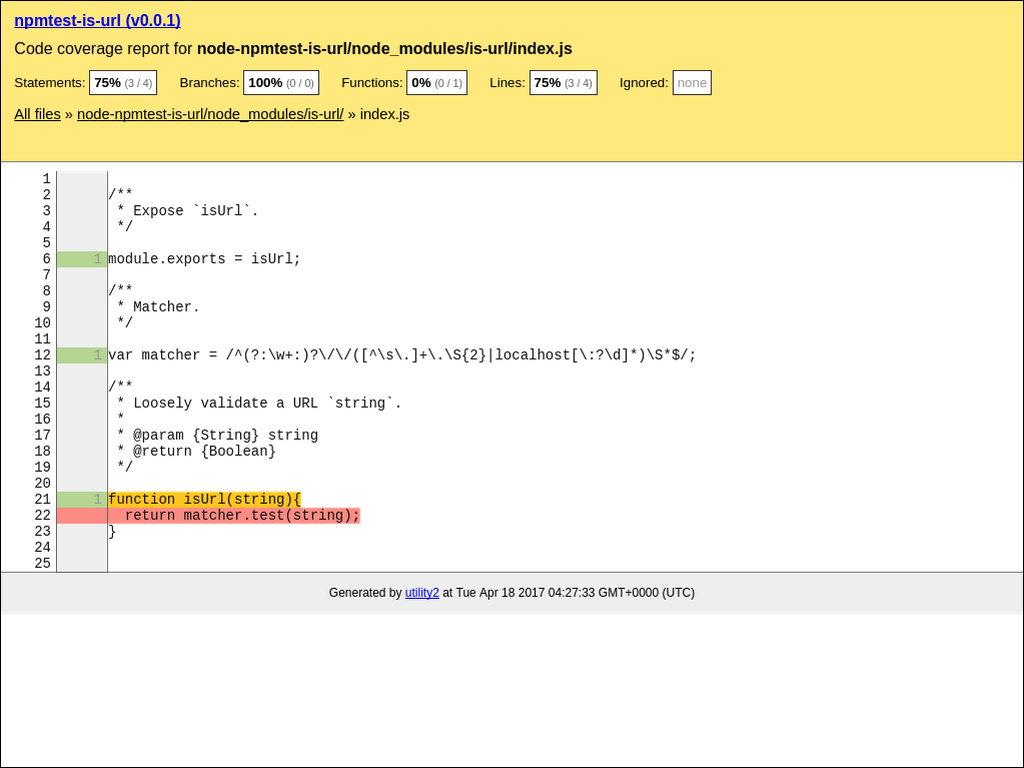 npmtest-is-url (v0.0.1)
Code coverage report for node-npmtest-is-url/node_modules/is-url/index.js
Statements: 75% (3 / 4) Branches: 100% (0 / 0) Functions: 0% (0 / 1) Lines: 75% (3 / 4) Ignored: none
All files » node-npmtest-is-url/node_modules/is-url/ » index.js
1
2 /**
3  * Expose `isUrl`.
4  */
5
6 1 module.exports = isUrl;
7
8 /**
9  * Matcher.
10  */
11
12 1 var matcher = /^(?:\w+:)?\/\/([^\s\.]+\.\S{2}|localhost[\:?\d]*)\S*$/;
13
14 /**
15  * Loosely validate a URL `string`.
16  *
17  * @param {String} string
18  * @return {Boolean}
19  */
20
21 1 function isUrl(string){
22   return matcher.test(string);
23 }
24
25
Generated by utility2 at Tue Apr 18 2017 04:27:33 GMT+0000 (UTC)